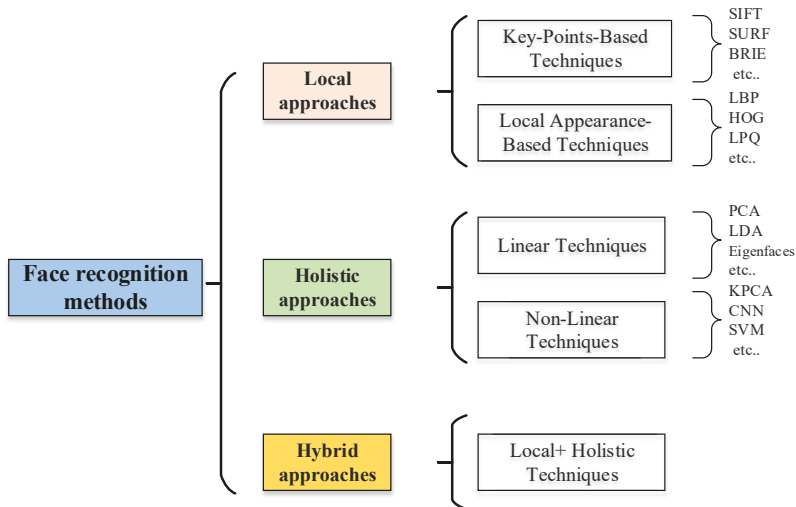 Face recognition
methods
Local
approaches
Key-Points-Based
Techniques
SIFT
SURF
BRIE
etc..
Local Appearance-
Based Techniques
LBP
HOG
LPQ
etc..
Holistic
approaches
Linear Techniques
PCA
LDA
Eigenfaces
etc..
Non-Linear
Techniques
KPCA
CNN
SVM
etc..
Hybrid
approaches
Local+ Holistic
Techniques